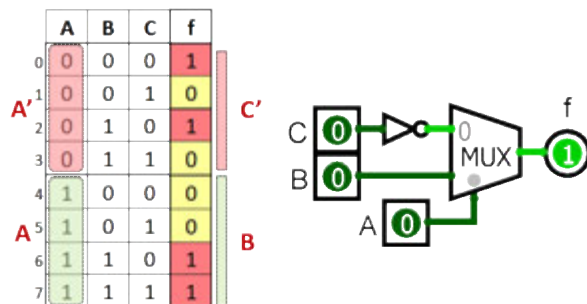 A B C f
0 0 0 0 1
1 0 0 1 0
2 0 1 0 1
3 0 1 1 0
4 1 0 0 0
5 1 0 1 0
6 1 1 0 1
7 1 1 1 1
A'
C'
A
B
C 0
B 0
A 0
0
MUX
f
1